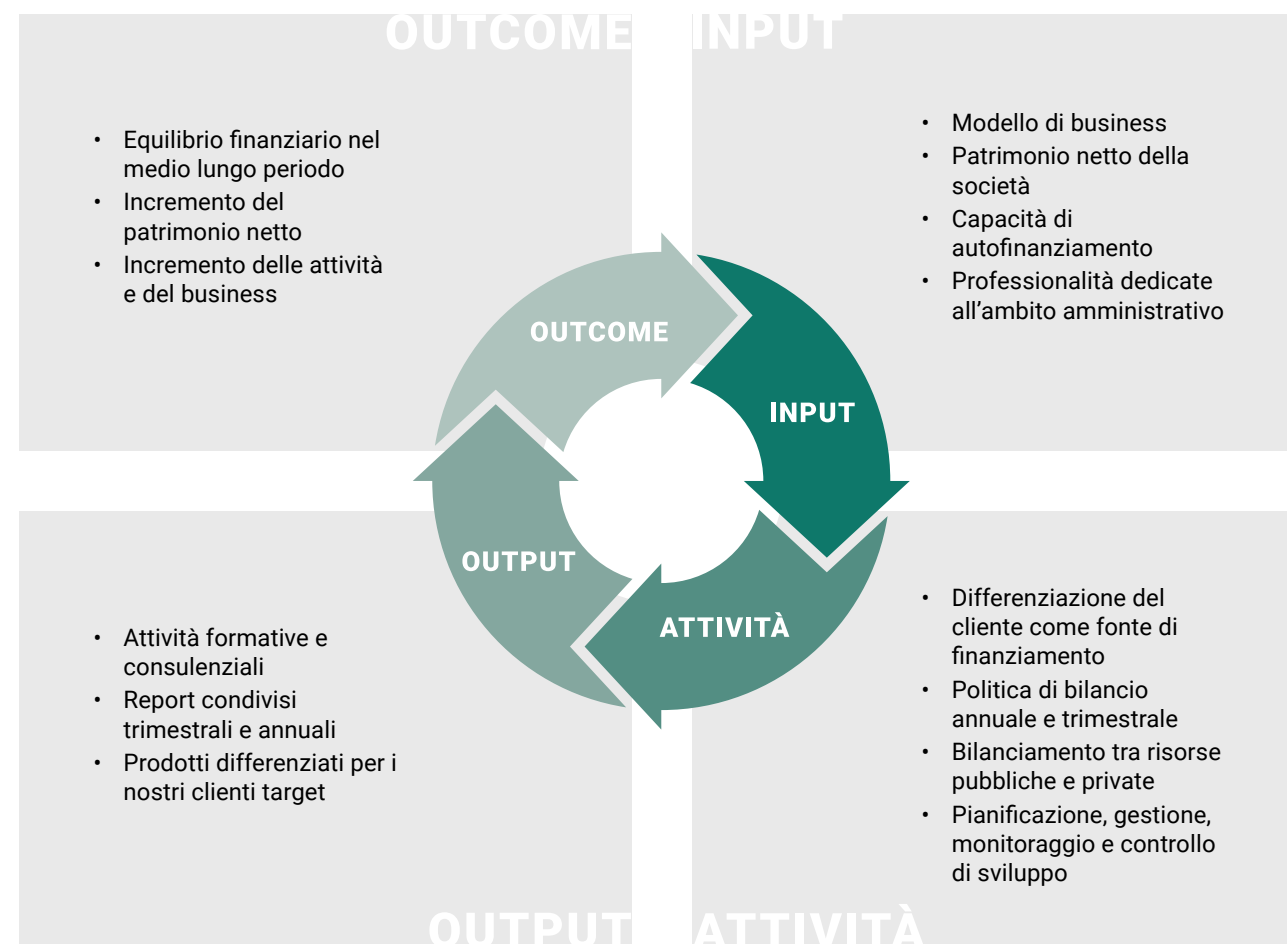 OUTCOME
• Equilibrio finanziario nel
medio lungo periodo
• Incremento del
patrimonio netto
• Incremento delle attività
e del business
INPUT
• Modello di business
• Patrimonio netto della
società
• Capacità di
autofinanziamento
• Professionalità dedicate
all’ambito amministrativo
OUTCOME
INPUT
OUTPUT
ATTIVITÀ
• Attività formative e
consulenziali
• Report condivisi
trimestrali e annuali
• Prodotti differenziati per i
nostri clienti target
OUTPUT
• Differenziazione del
cliente come fonte di
finanziamento
• Politica di bilancio
annuale e trimestrale
• Bilanciamento tra risorse
pubbliche e private
• Pianificazione, gestione,
monitoraggio e controllo
di sviluppo
ATTIVITÀ